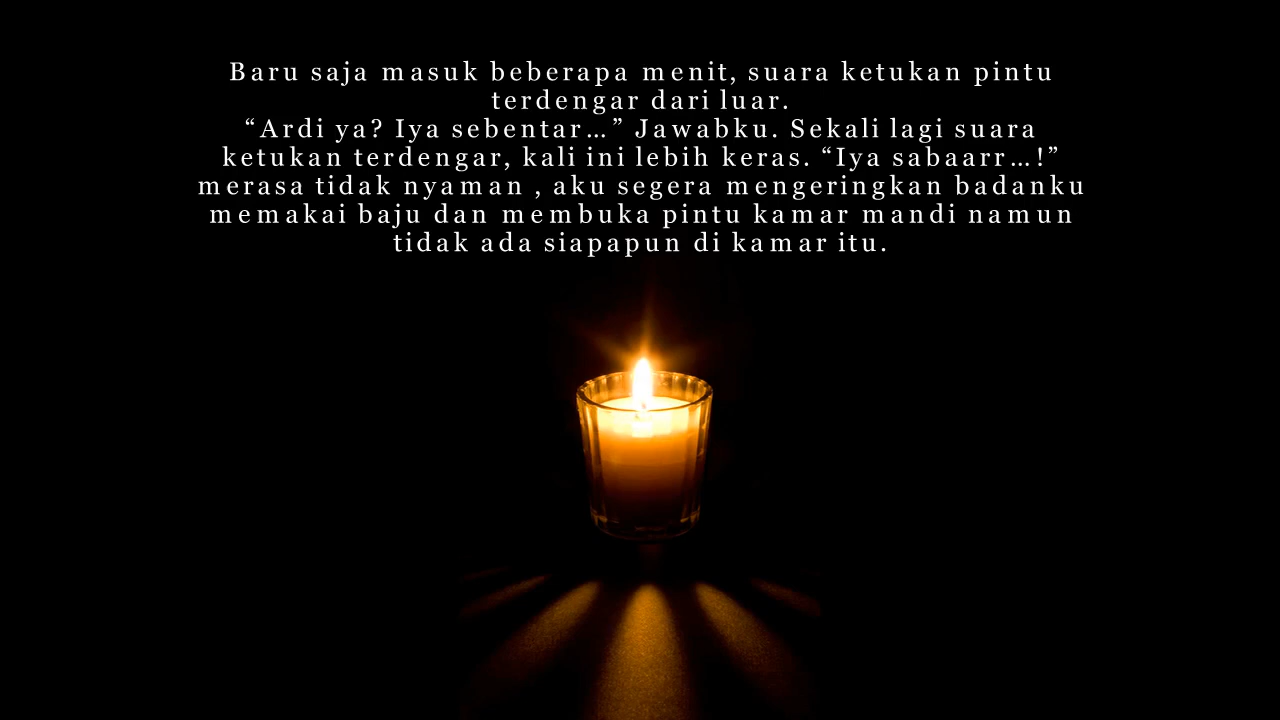 Baru saja masuk beberapa menit, suara ketukan pintu
terdengar dari luar.
“Ardi ya? Iya sebentar…” Jawabku. Sekali lagi suara
ketukan terdengar, kali ini lebih keras. “Iya sabaarr…!”
merasa tidak nyaman , aku segera mengeringkan badanku
memakai baju dan membuka pintu kamar mandi namun
tidak ada siapapun di kamar itu.